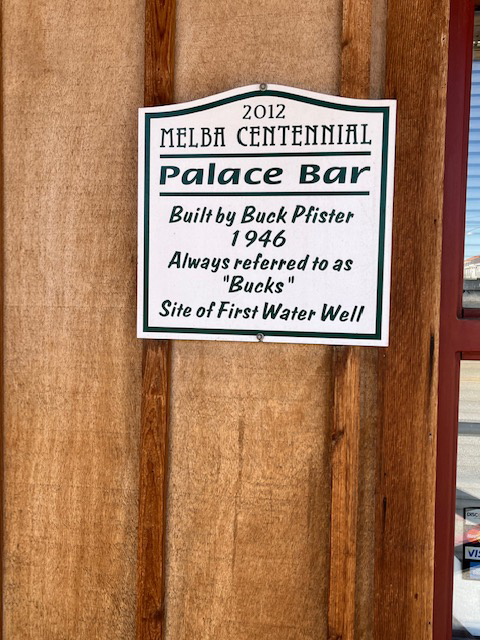 2012
MELBA CENTENNIAL
Palace Bar
Built by Buck Pfister
1946
Always referred to as
"Bucks"
Site of First Water Well